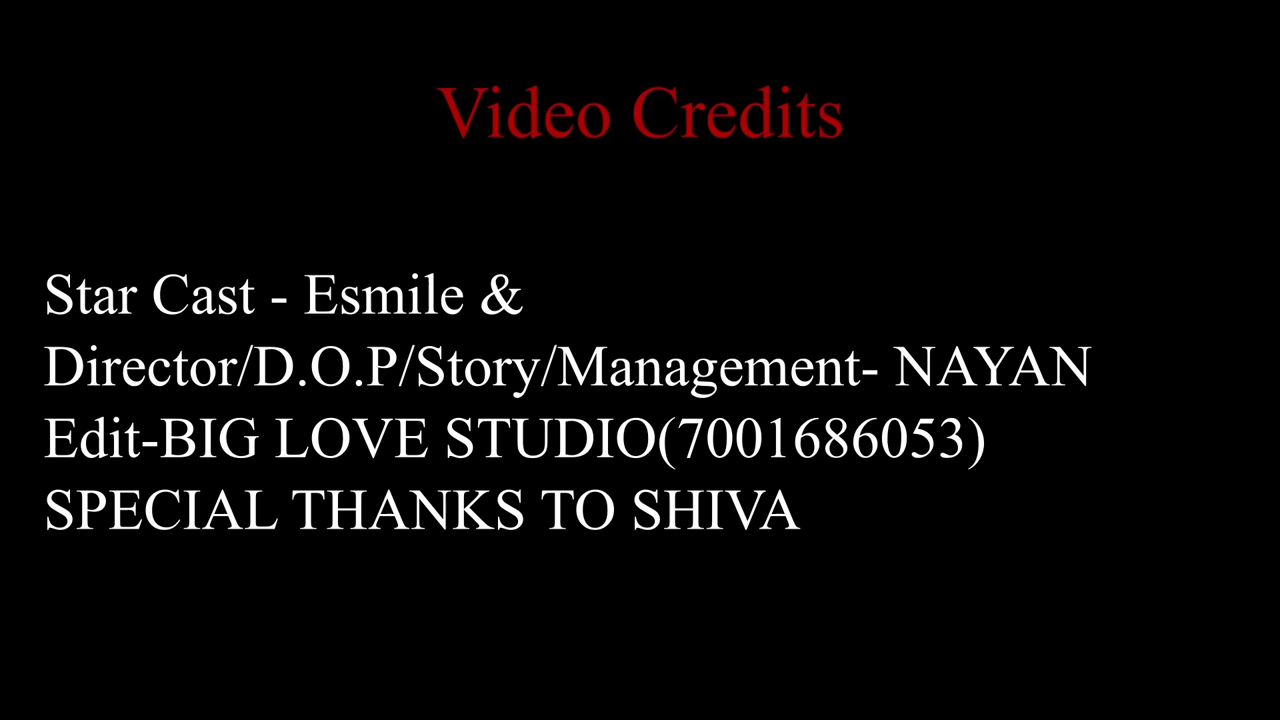 Video Credits
Star Cast - Esmile &
Director/D.O.P/Story/Management- NAYAN
Edit-BIG LOVE STUDIO(7001686053)
SPECIAL THANKS TO SHIVA